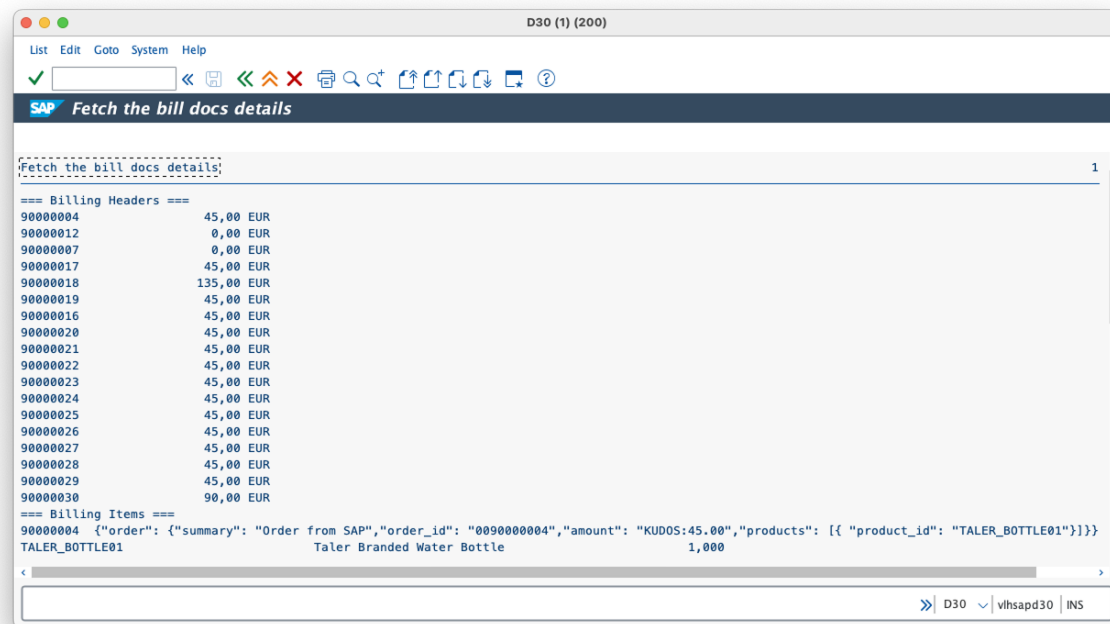 D30 (1) (200)
List Edit Goto System Help
SAP Fetch the bill docs details
Fetch the bill docs details 1
=== Billing Headers ===
90000004 45,00 EUR
90000012 0,00 EUR
90000007 0,00 EUR
90000017 45,00 EUR
90000018 135,00 EUR
90000019 45,00 EUR
90000016 45,00 EUR
90000020 45,00 EUR
90000021 45,00 EUR
90000022 45,00 EUR
90000023 45,00 EUR
90000024 45,00 EUR
90000025 45,00 EUR
90000026 45,00 EUR
90000027 45,00 EUR
90000028 45,00 EUR
90000029 45,00 EUR
90000030 90,00 EUR
=== Billing Items ===
90000004 {"order": {"summary": "Order from SAP","order_id": "0090000004","amount": "KUDOS:45.00","products": [{ "product_id": "TALER_BOTTLE01"}]}}
TALER_BOTTLE01 Taler Branded Water Bottle 1,000
D30 vlhsapd30 INS